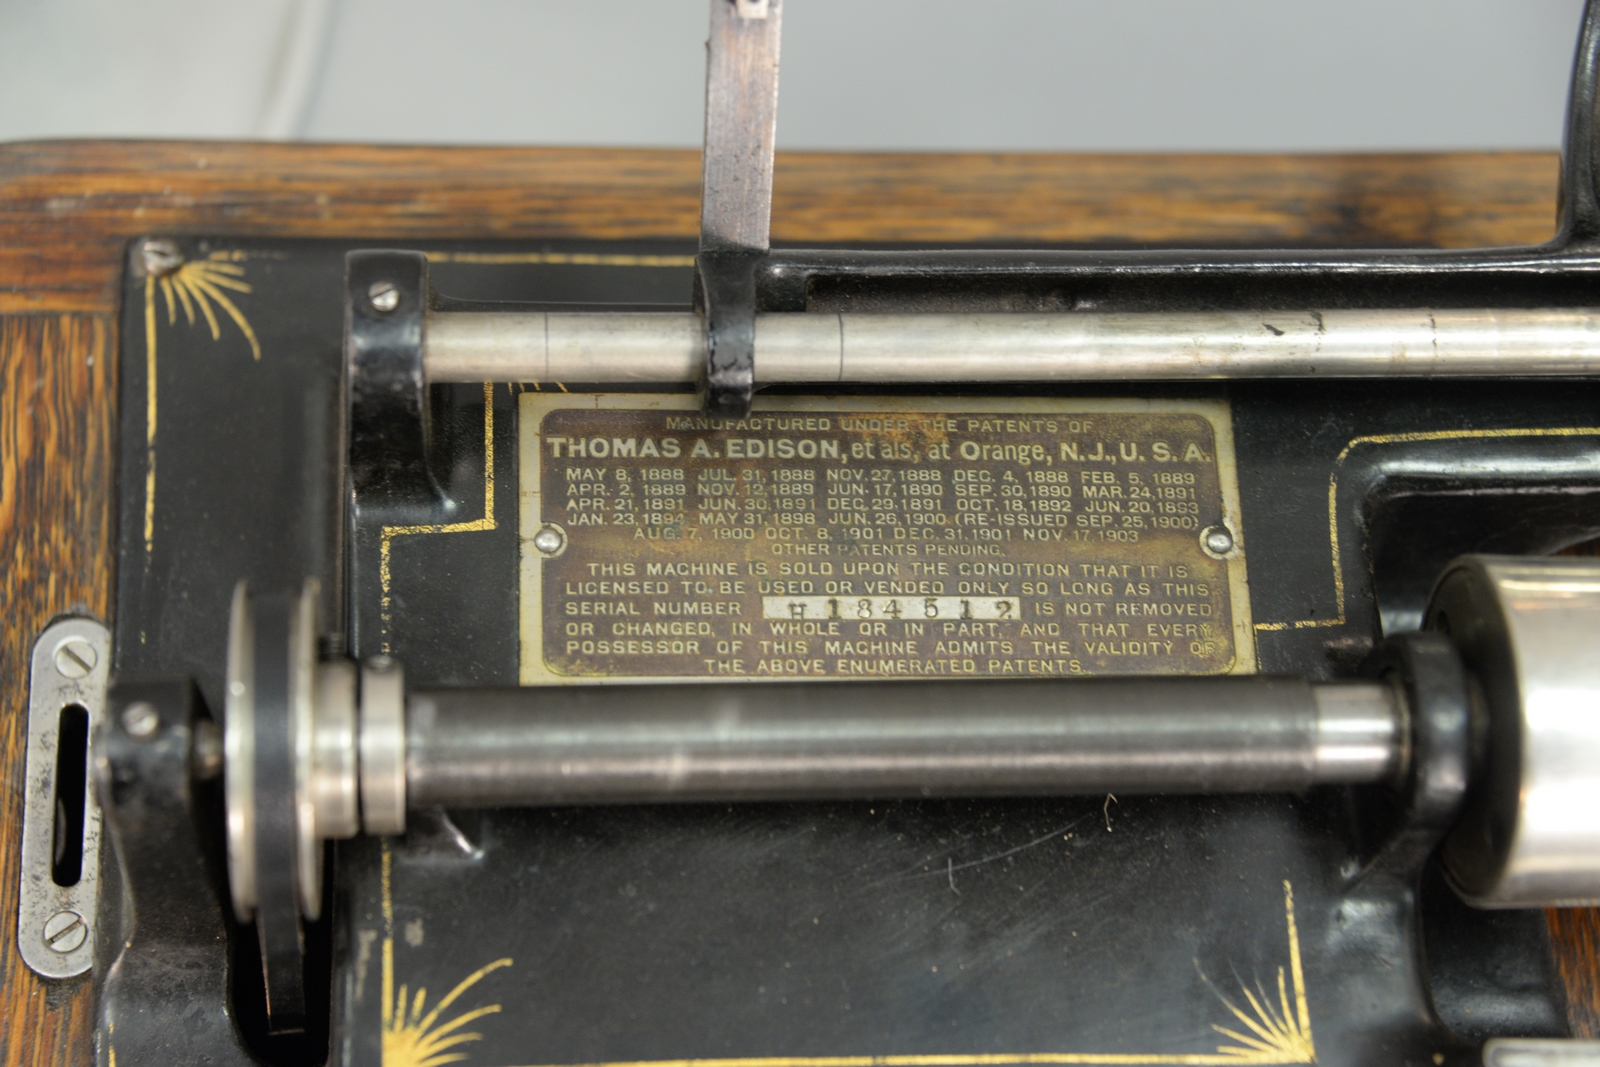 MANUFACTURED UNDER THE PATENTS OF
THOMAS A. EDISON, et als, at Orange, N.J., U.S.A.
MAY 8, 1888 JUL. 31, 1888 NOV. 27, 1888 DEC. 4, 1888 FEB. 5, 1889
APR. 2, 1889 NOV. 12, 1889 JUN. 17, 1890 SEP. 30, 1890 MAR. 24, 1891
APR. 21, 1891 JUN. 30, 1891 DEC. 29, 1891 OCT. 18, 1892 JUN. 20, 1893
JAN. 23, 1894 MAY 31, 1898 JUN. 26, 1900 (RE-ISSUED SEP. 25, 1900)
AUG. 7, 1900 OCT. 8, 1901 DEC. 31, 1901 NOV. 17, 1903
OTHER PATENTS PENDING.
THIS MACHINE IS SOLD UPON THE CONDITION THAT IT IS
LICENSED TO BE USED OR VENDED ONLY SO LONG AS THIS
SERIAL NUMBER H 184512 IS NOT REMOVED
OR CHANGED, IN WHOLE OR IN PART, AND THAT EVERY
POSSESSOR OF THIS MACHINE ADMITS THE VALIDITY OF
THE ABOVE ENUMERATED PATENTS.